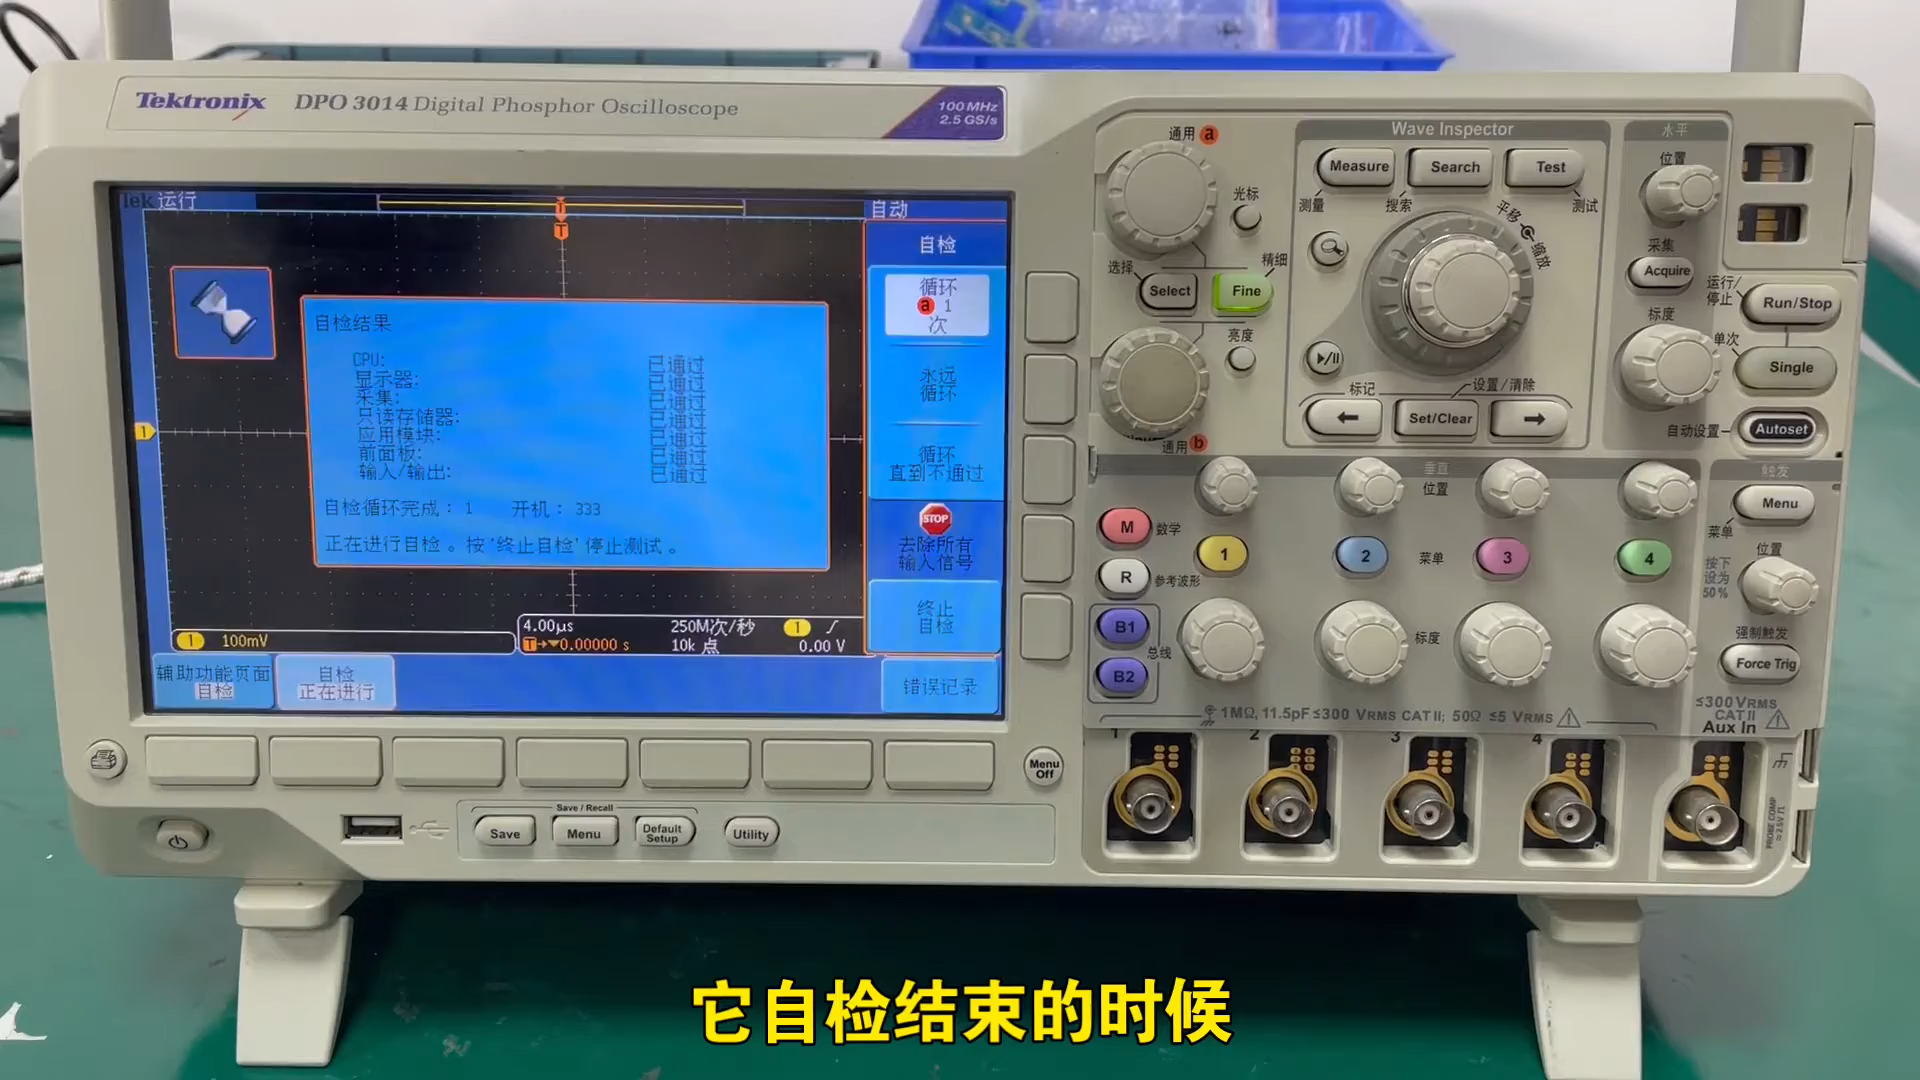 Tektronix DPO 3014 Digital Phosphor Oscilloscope
100 MHz
2.5 GS/s
Tek 运行
自动
自检
循环
a 1
次
永远
循环
循环
直到不通过
STOP
去除所有
输入信号
终止
自检
自检结果
CPU: 已通过
显示器: 已通过
采集: 已通过
只读存储器: 已通过
应用模块: 已通过
前面板: 已通过
输入/输出: 已通过
自检循环完成: 1 开机: 333
正在进行自检。按'终止自检'停止测试。
1
1 100mV
4.00μs
T→▼0.00000 s
250M次/秒
10k 点
1
0.00 V
辅助功能页面
自检
自检
正在进行
错误记录
Menu Off
Save / Recall
Save
Menu
Default Setup
Utility
通用 a
光标
选择
Select
精细
Fine
亮度
通用 b
Wave Inspector
Measure
Search
Test
测量
搜索
测试
平移
缩放
标记
设置/清除
←
Set/Clear
→
水平
位置
采集
Acquire
标度
运行/停止
Run/Stop
单次
Single
自动设置
Autoset
垂直
位置
M 数学
R 参考波形
B1
B2
总线
1
2
菜单
3
4
标度
触发
Menu
菜单
位置
按下
设为
50%
强制触发
Force Trig
1MΩ, 11.5pF ≤300 VRMS CAT II; 50Ω ≤5 VRMS
≤300 VRMS
CAT II
Aux In
1
2
3
4
PROBE COMP
它自检结束的时候